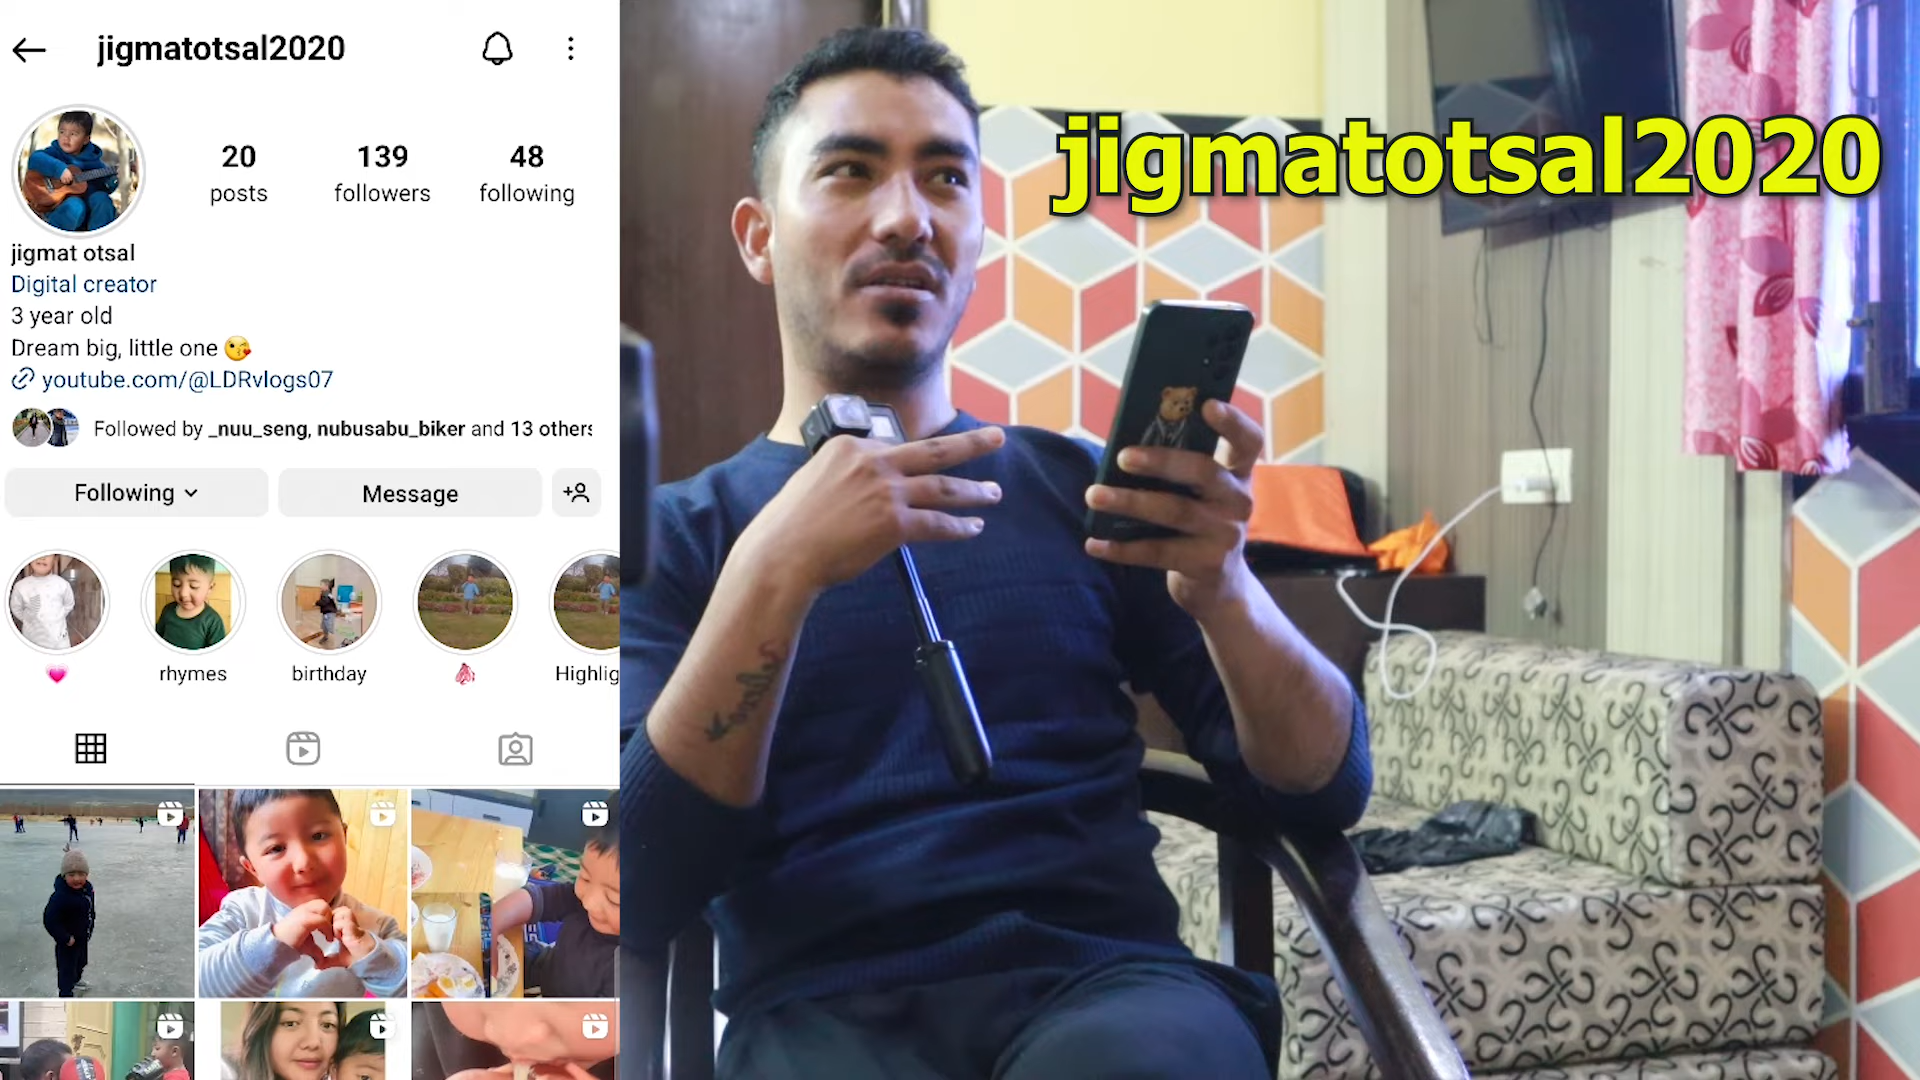 jigmatotsal2020
20
posts
139
followers
48
following
jigmat otsal
Digital creator
3 year old
Dream big, little one 😘
youtube.com/@LDRvlogs07
Followed by _nuu_seng, nubusabu_biker and 13 others
Following
Message
rhymes
birthday
Highlig
jigmatotsal2020